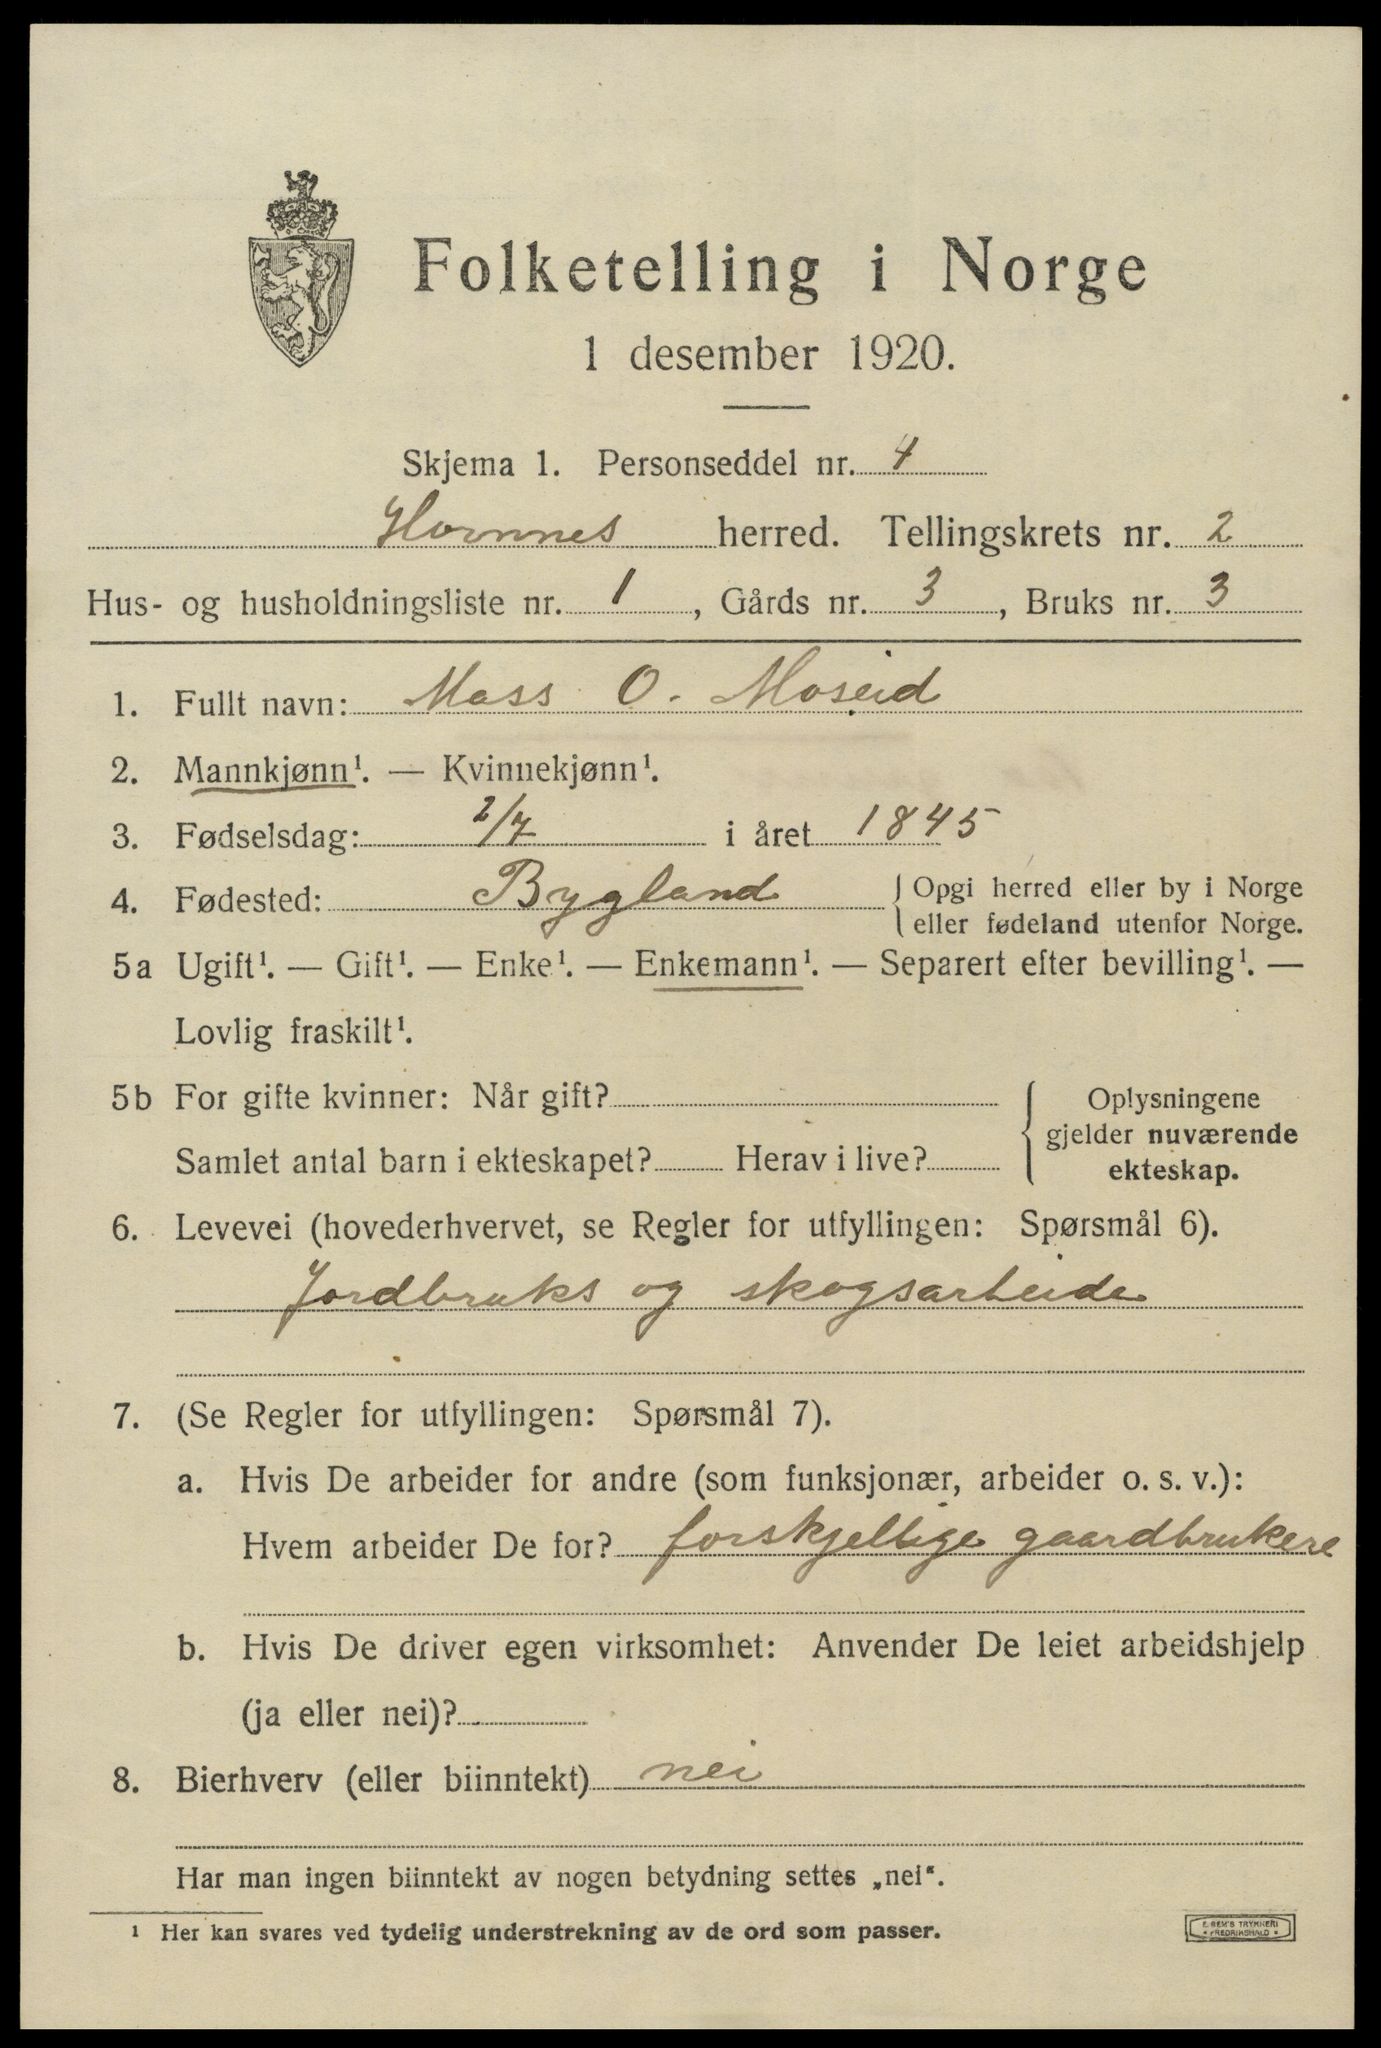 Folketelling i Norge
1 desember 1920.
Skjema 1. Personseddel nr. 4
Hornnes herred. Tellingskrets nr. 2
Hus- og husholdningsliste nr. 1, Gårds nr. 3, Bruks nr. 3
1. Fullt navn: Mass O. Moseid
2. Mannkjønn¹. — Kvinnekjønn¹.
3. Fødselsdag: 2/7 i året 1845
4. Fødested: Bygland { Opgi herred eller by i Norge
eller fødeland utenfor Norge.
5a Ugift¹. — Gift¹. — Enke¹. — Enkemann¹. — Separert efter bevilling¹. —
Lovlig fraskilt¹.
5b For gifte kvinner: Når gift?
Samlet antal barn i ekteskapet? Herav i live?
Oplysningene
gjelder nuværende
ekteskap.
6. Levevei (hovederhvervet, se Regler for utfyllingen: Spørsmål 6).
Jordbruks og skogsarbeide
7. (Se Regler for utfyllingen: Spørsmål 7).
a. Hvis De arbeider for andre (som funksjonær, arbeider o. s. v.):
Hvem arbeider De for? forskjellige gaardbrukere
b. Hvis De driver egen virksomhet: Anvender De leiet arbeidshjelp
(ja eller nei)?
8. Bierhverv (eller biinntekt) nei
Har man ingen biinntekt av nogen betydning settes „nei“.
¹ Her kan svares ved tydelig understrekning av de ord som passer.
E. SEM'S TRYKKERI
• FREDRIKSHALD •